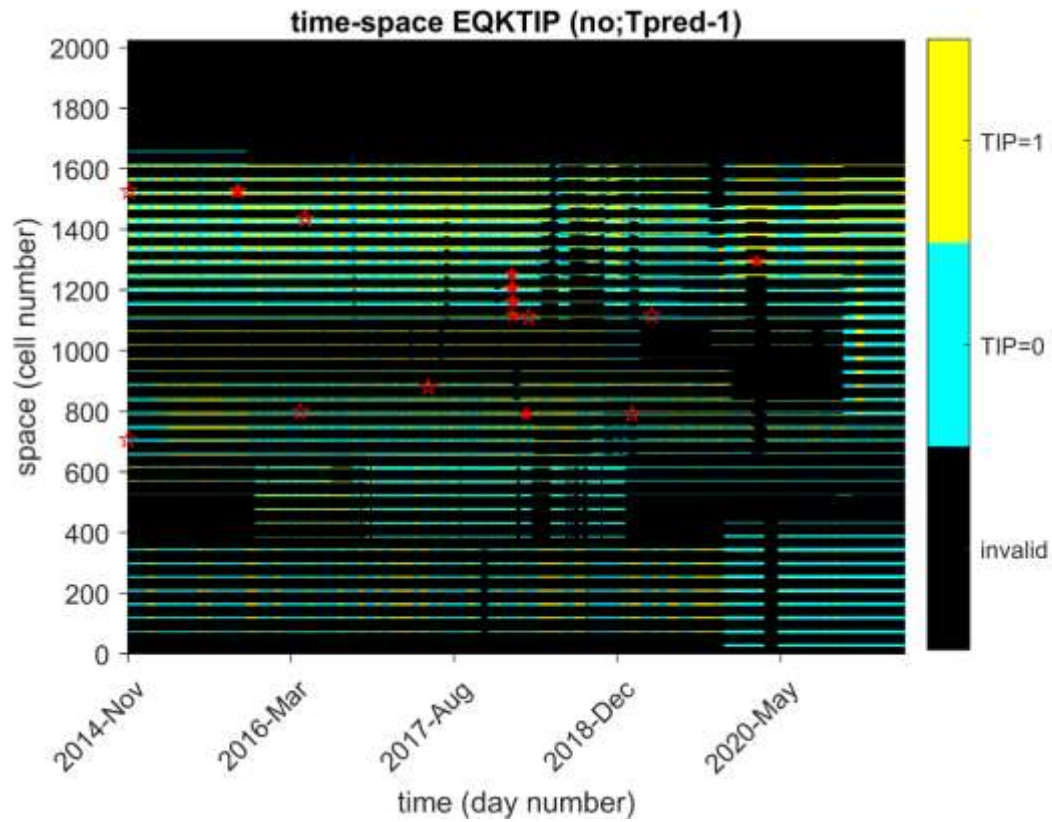 time-space EQKTIP (no;Tpred-1)
2000
1800
1600
1400
1200
1000
800
600
400
200
0
space (cell number)
2014-Nov
2016-Mar
2017-Aug
2018-Dec
2020-May
time (day number)
TIP=1
TIP=0
invalid